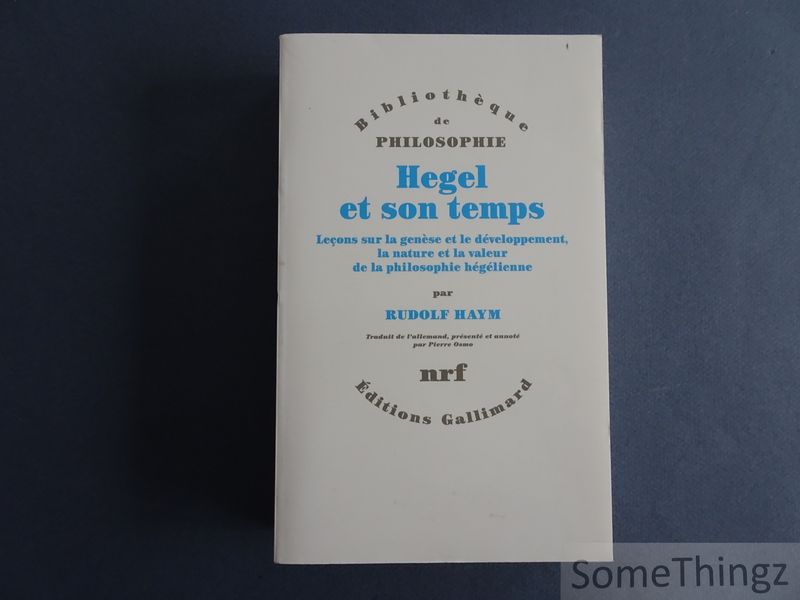 Bibliothèque
de
PHILOSOPHIE
Hegel
et son temps
Leçons sur la genèse et le développement,
la nature et la valeur
de la philosophie hégélienne
par
RUDOLF HAYM
Traduit de l'allemand, présenté et annoté
par Pierre Osmo
nrf
Éditions Gallimard
SomeThingz